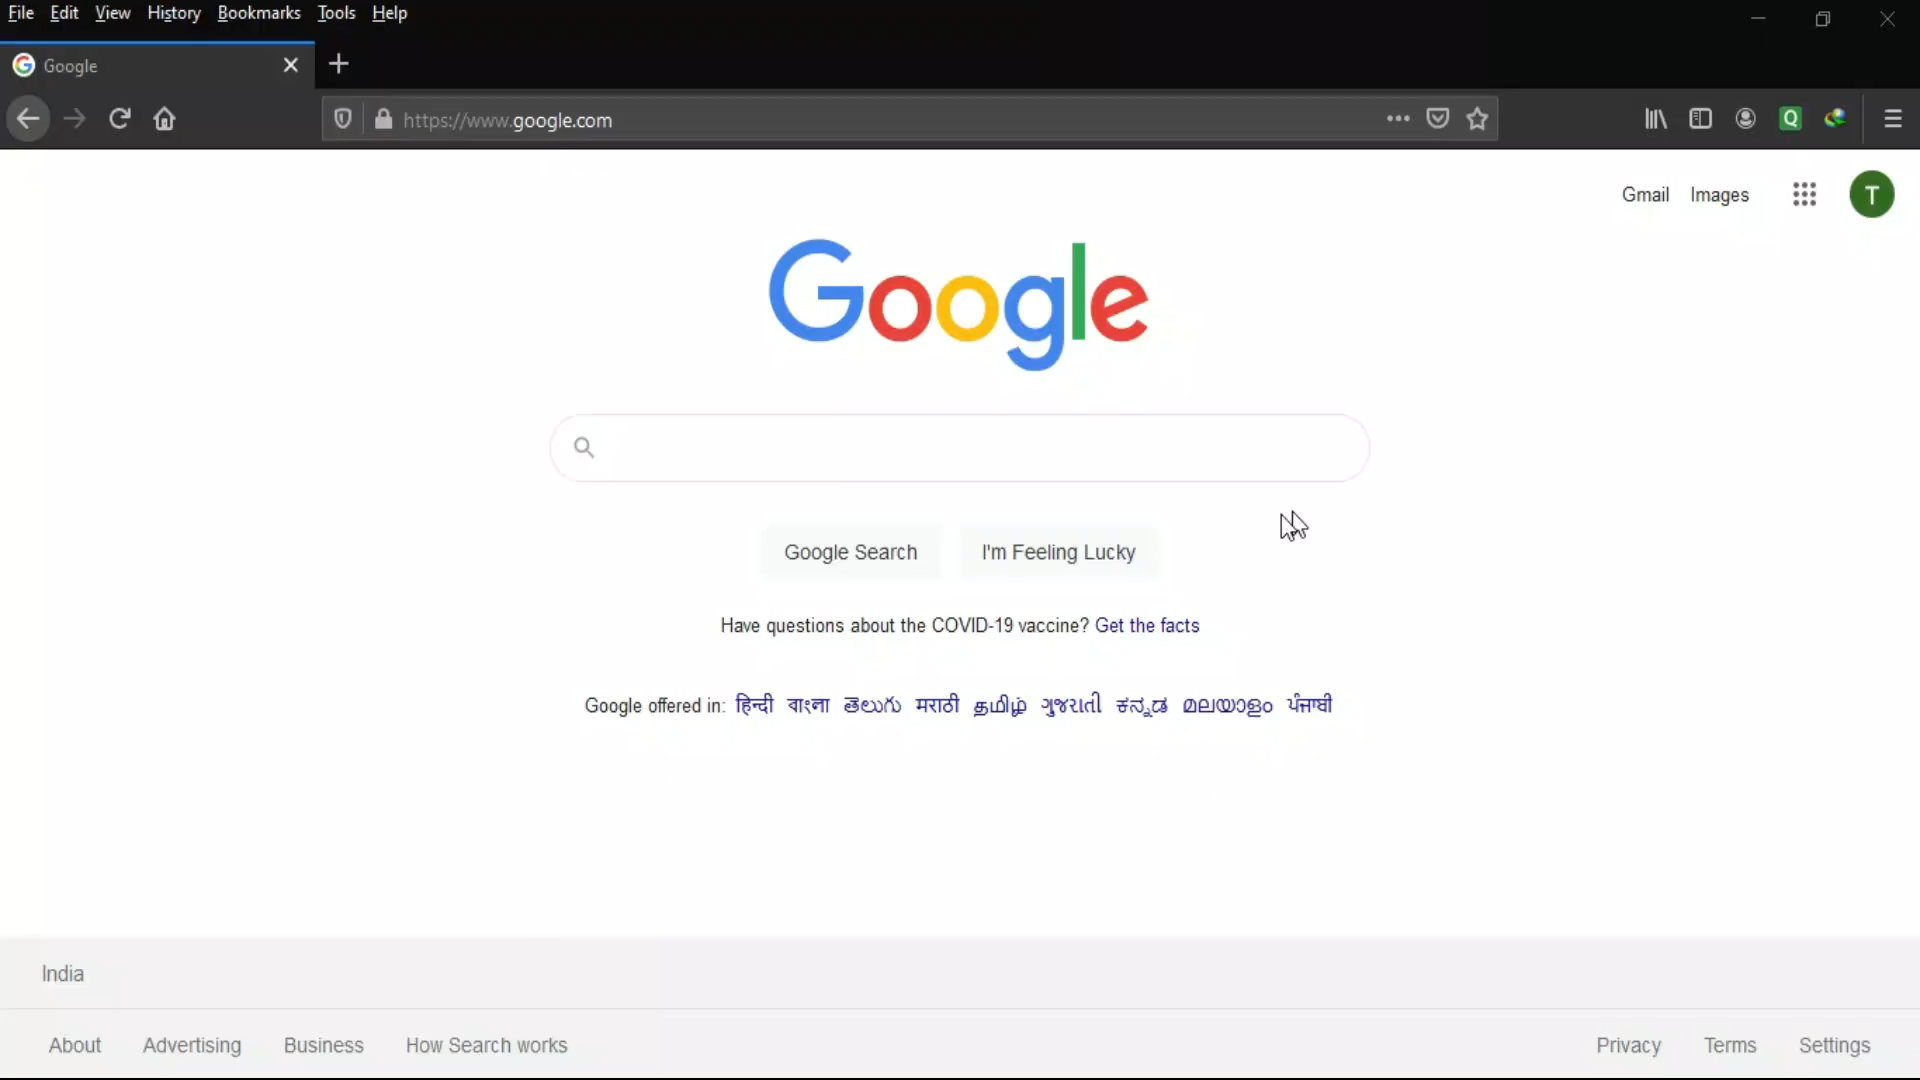 File Edit View History Bookmarks Tools Help
Google
https://www.google.com
Q
Gmail Images
T
Google
Google Search I'm Feeling Lucky
Have questions about the COVID-19 vaccine? Get the facts
Google offered in: हिन्दी বাংলা తెలుగు मराठी தமிழ் ગુજરાતી ಕನ್ನಡ മലയാളം ਪੰਜਾਬੀ
India
About Advertising Business How Search works Privacy Terms Settings